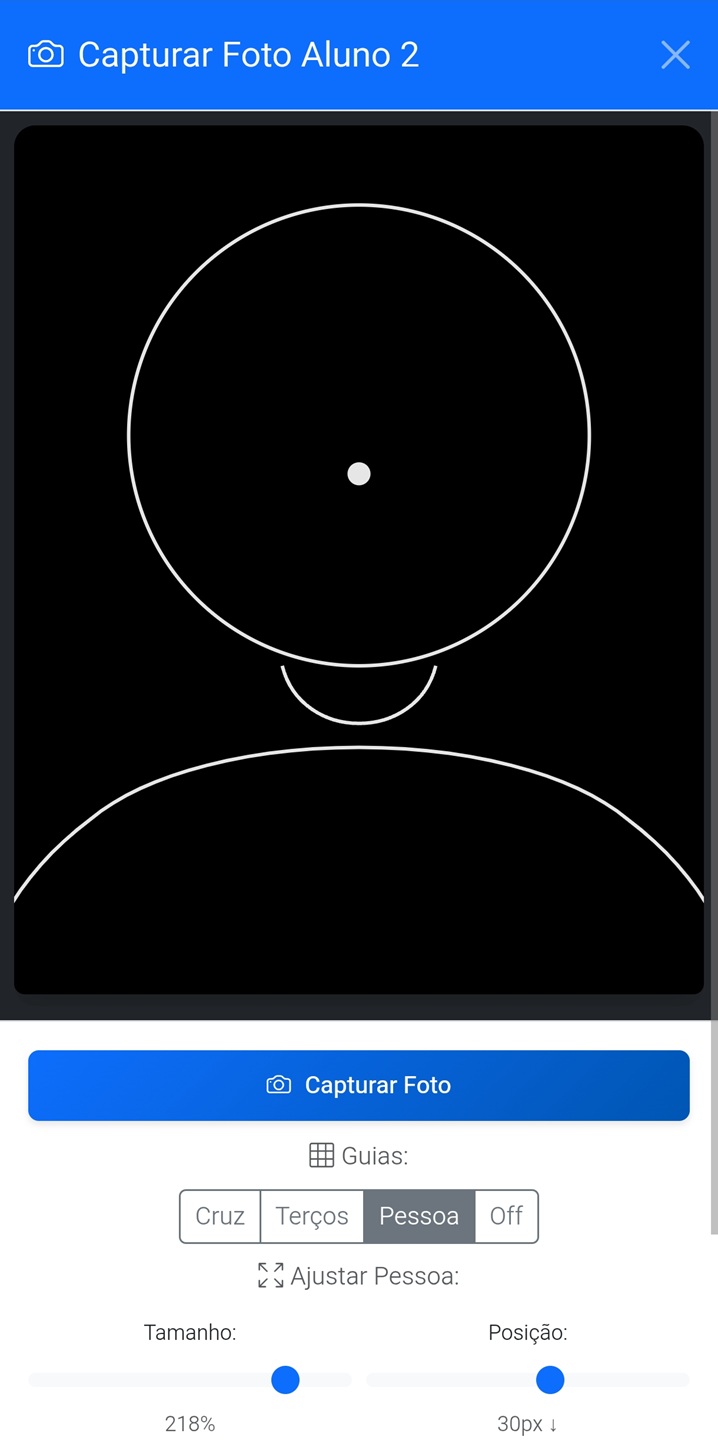 Capturar Foto Aluno 2
Capturar Foto
Guias:
Cruz Terços Pessoa Off
Ajustar Pessoa:
Tamanho: Posição:
218% 30px ↓